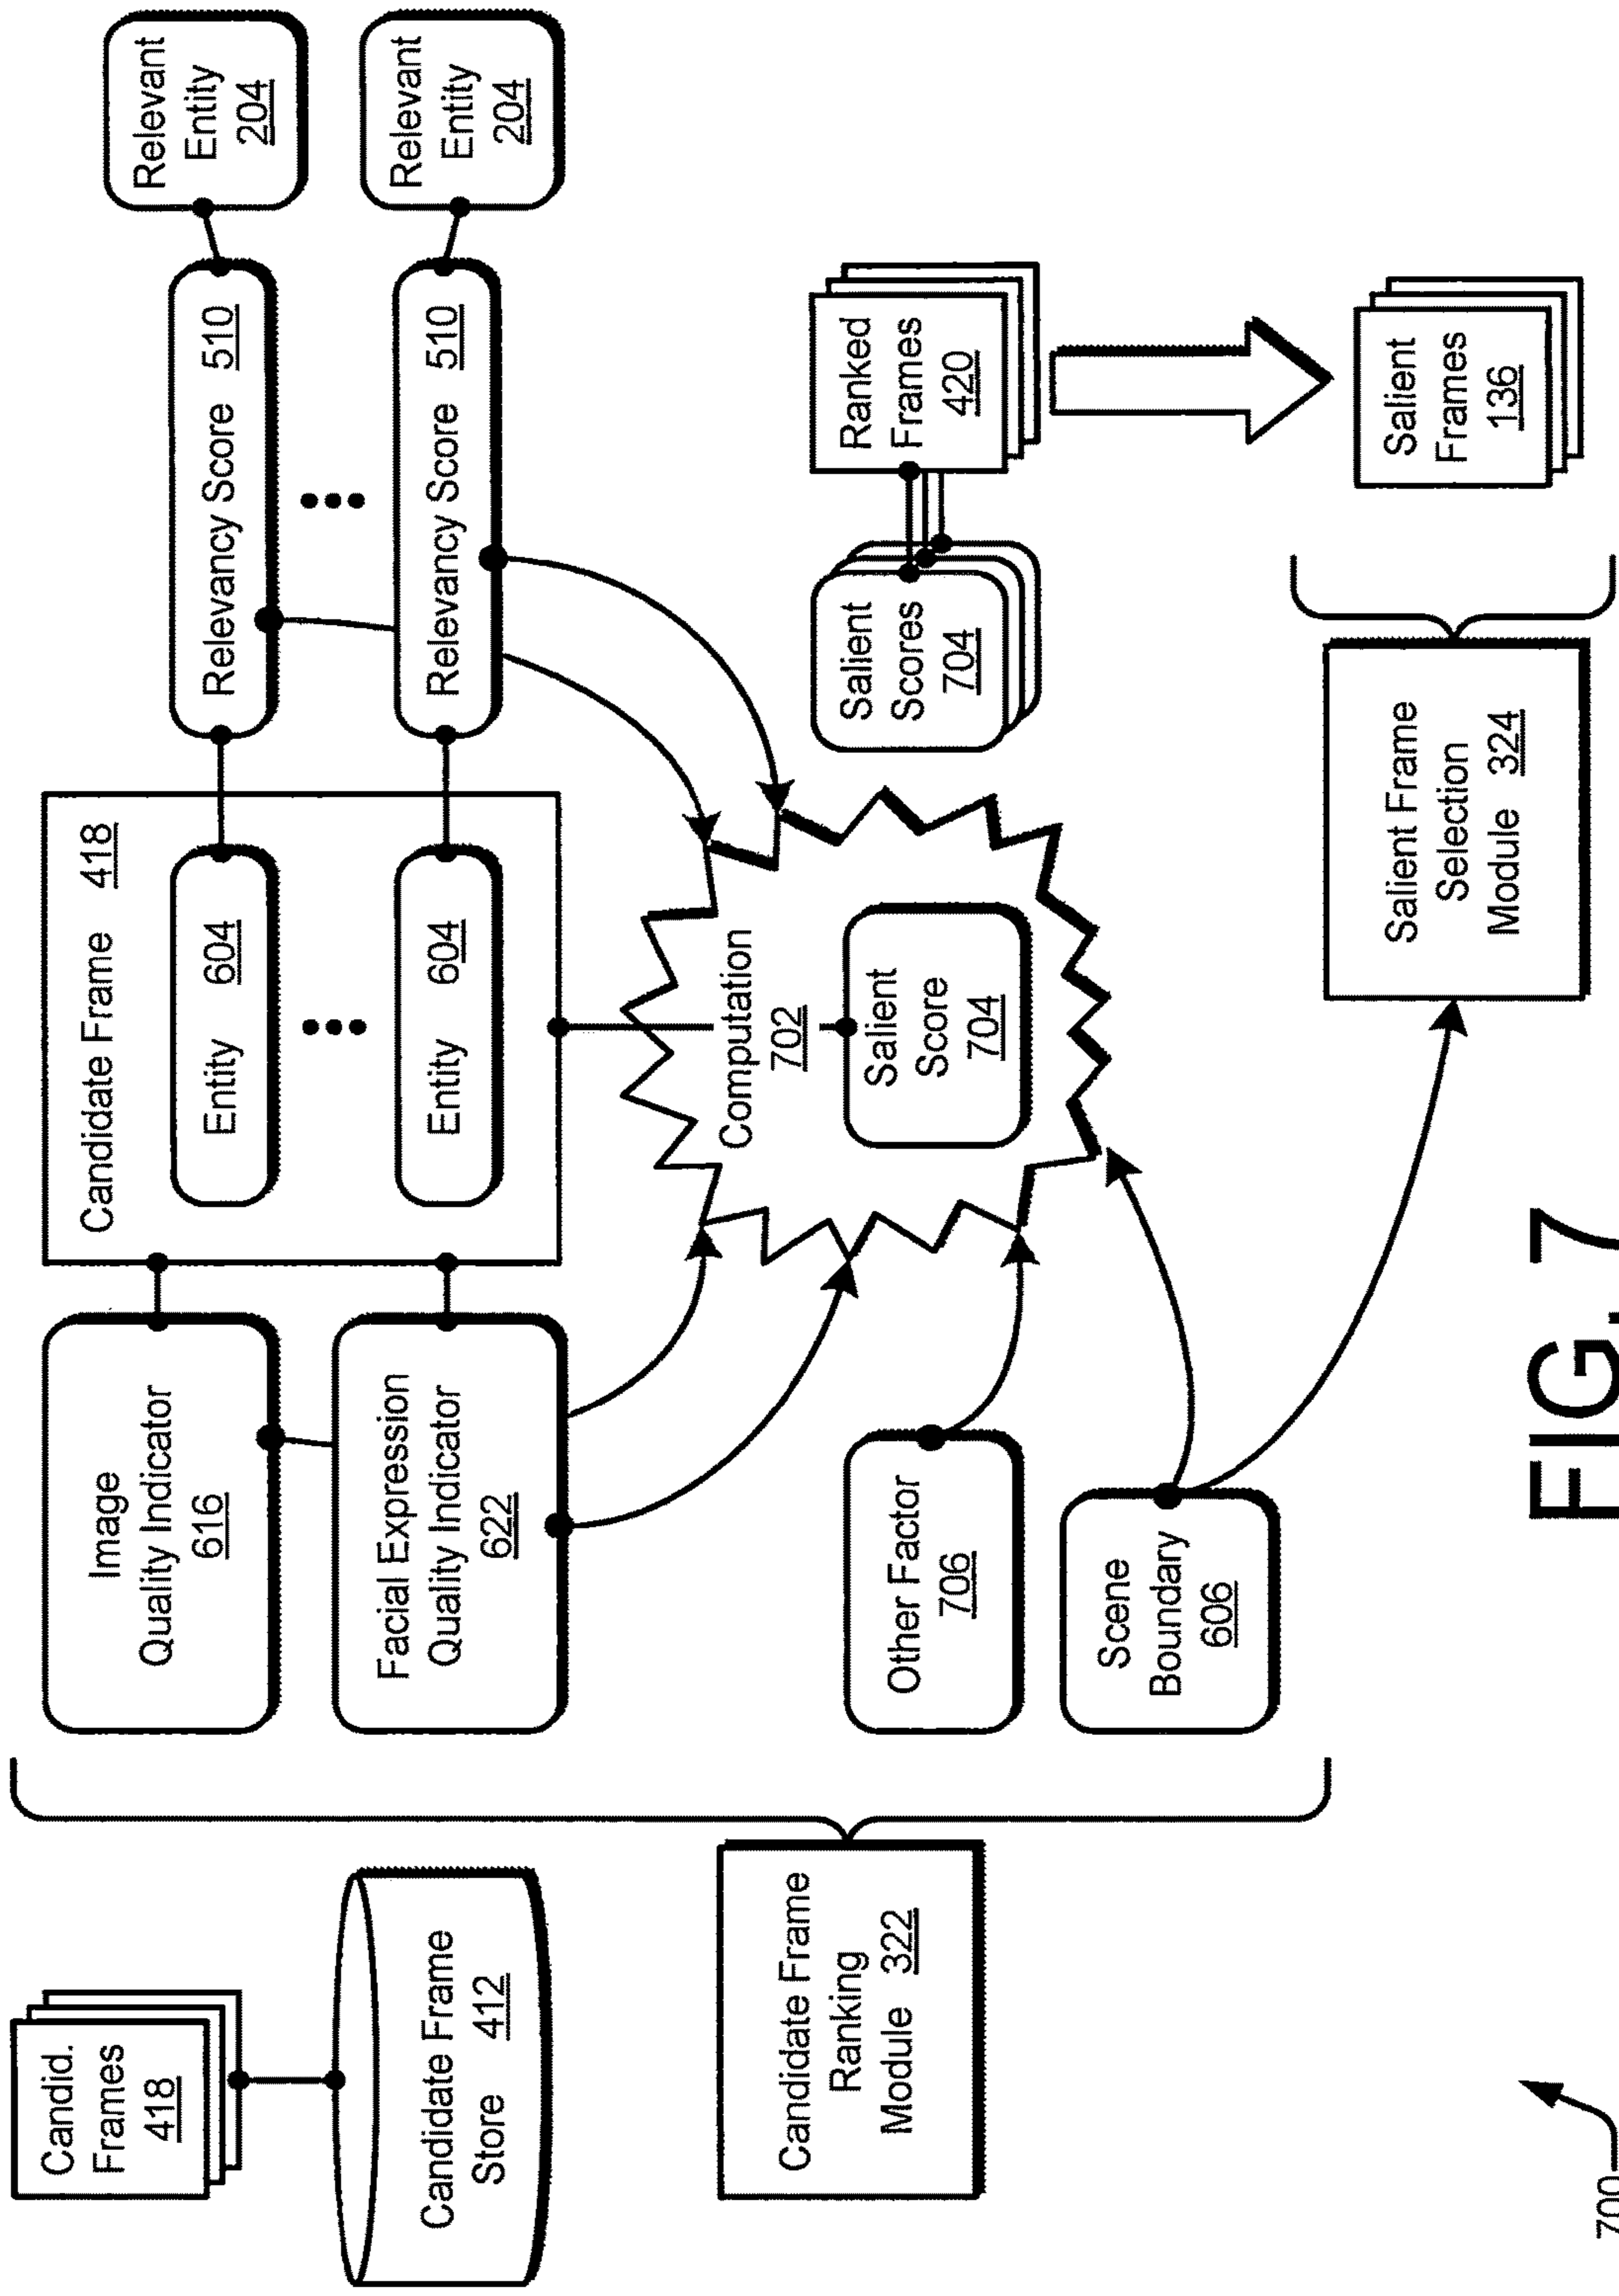 Candid.
Frames
418
Candidate Frame
Store 412
Candidate Frame
Ranking
Module 322
Image
Quality Indicator
616
Facial Expression
Quality Indicator
622
Other Factor
706
Scene
Boundary
606
Candidate Frame 418
Entity 604
Entity 604
Relevancy Score 510
Relevancy Score 510
Relevant
Entity
204
Relevant
Entity
204
Computation
702
Salient
Score
704
Salient
Scores
704
Ranked
Frames
420
Salient Frame
Selection
Module 324
Salient
Frames
136
700
FIG. 7